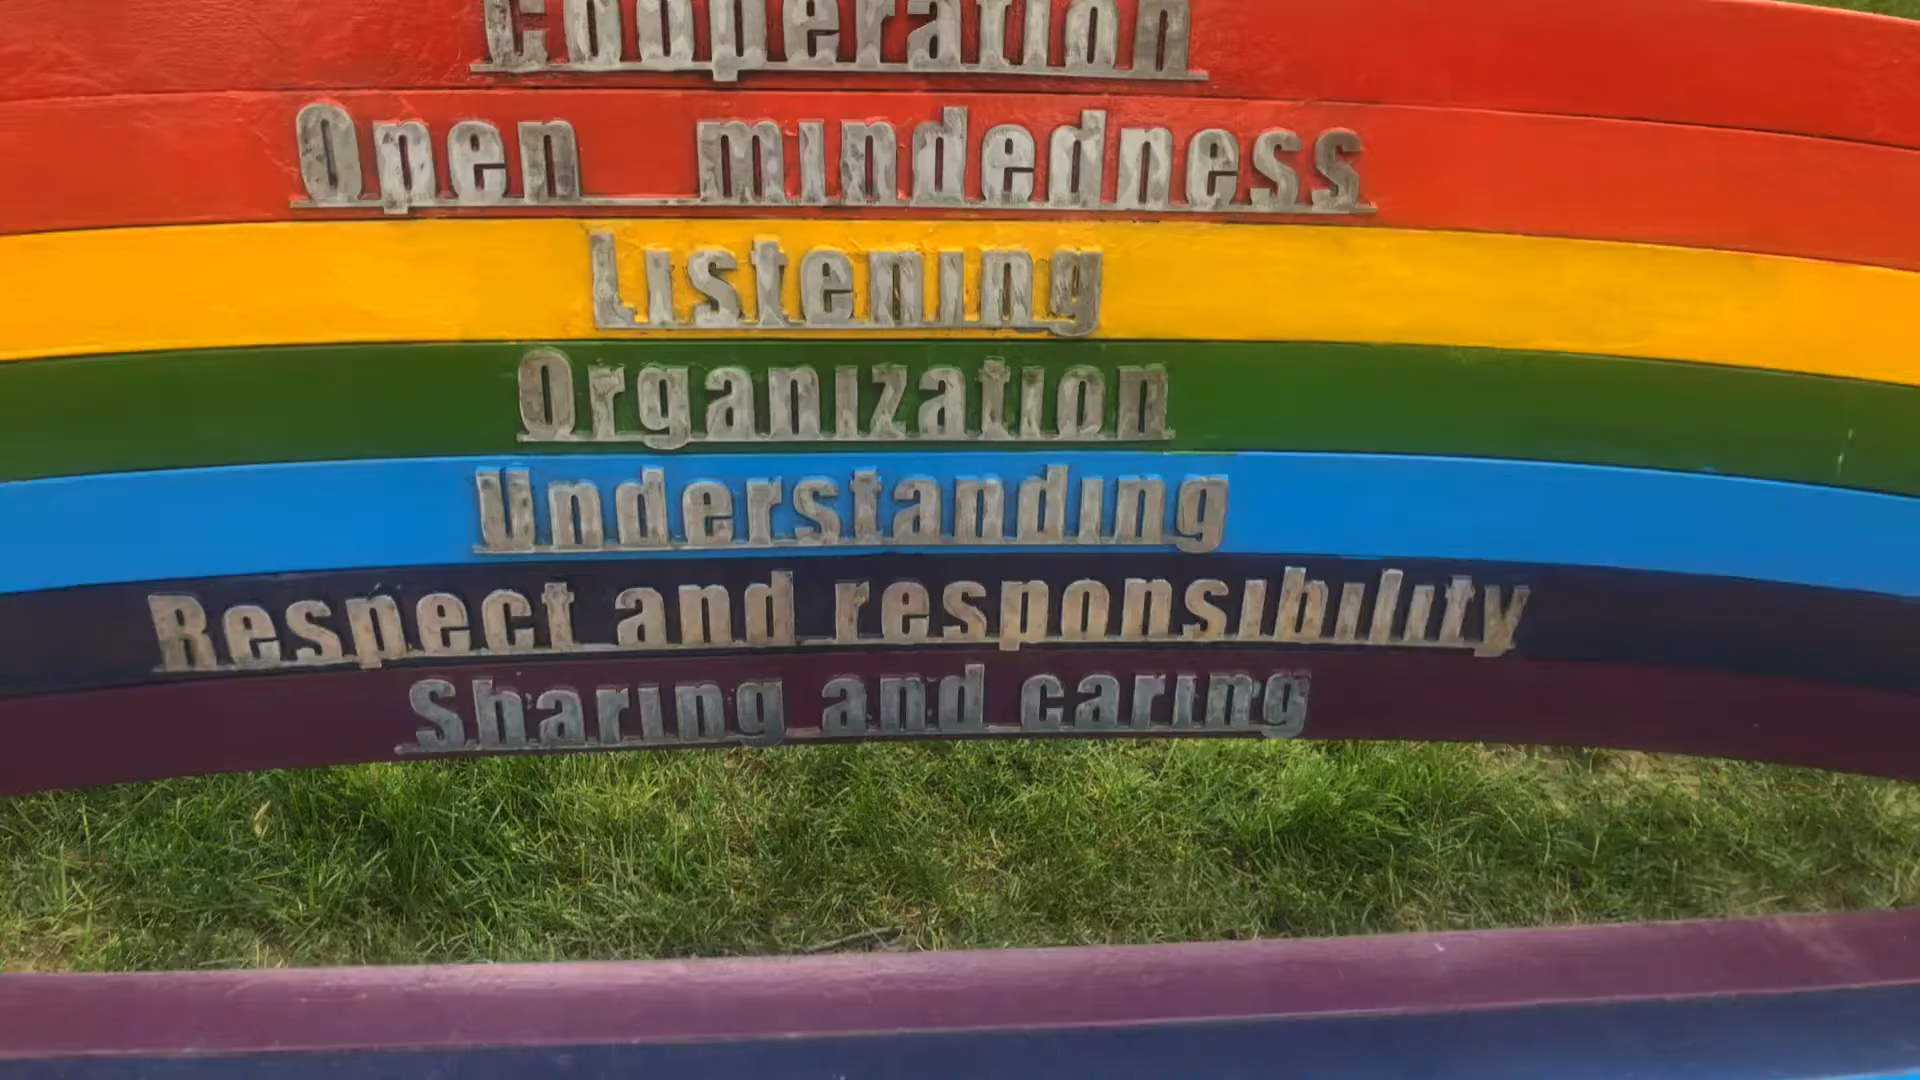 Cooperation
Open mindedness
Listening
Organization
Understanding
Respect and responsibility
Sharing and caring